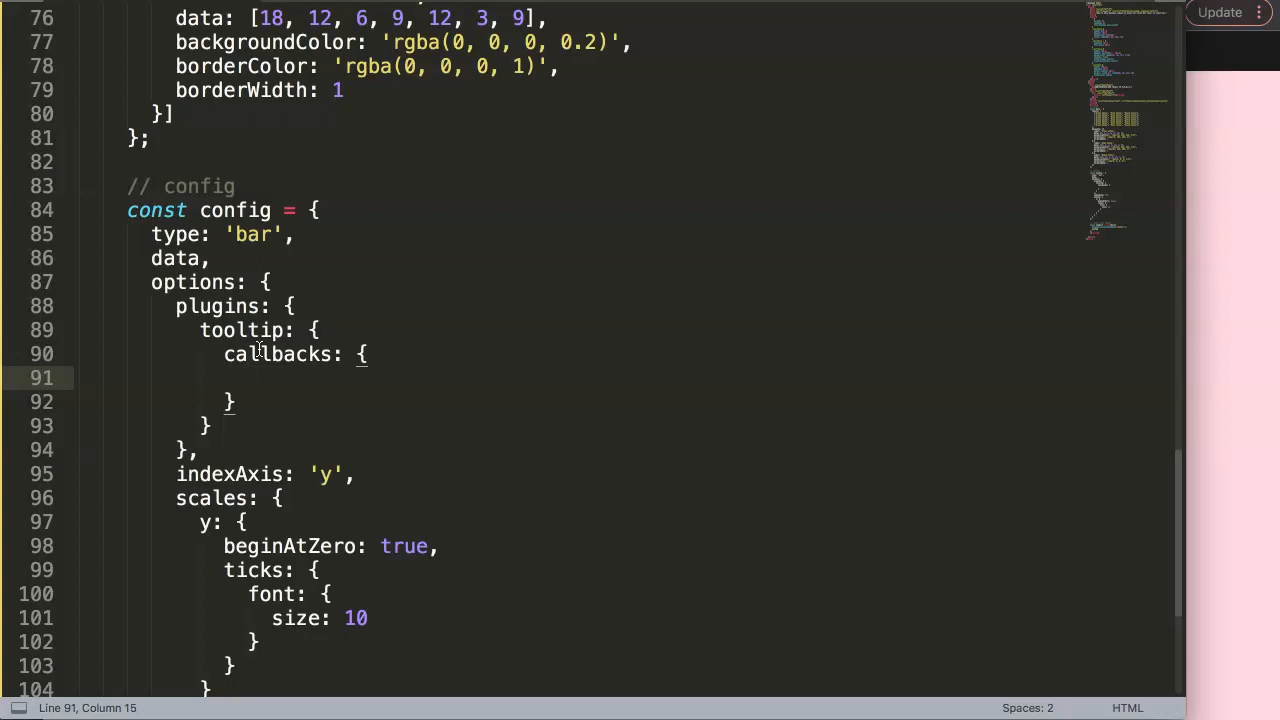 Update
76 data: [18, 12, 6, 9, 12, 3, 9],
77 backgroundColor: 'rgba(0, 0, 0, 0.2)',
78 borderColor: 'rgba(0, 0, 0, 1)',
79 borderWidth: 1
80 }]
81 };
82
83 // config
84 const config = {
85 type: 'bar',
86 data,
87 options: {
88 plugins: {
89 tooltip: {
90 callbacks: {
91
92 }
93 }
94 },
95 indexAxis: 'y',
96 scales: {
97 y: {
98 beginAtZero: true,
99 ticks: {
100 font: {
101 size: 10
102 }
103 }
104 }
Line 91, Column 15
Spaces: 2
HTML